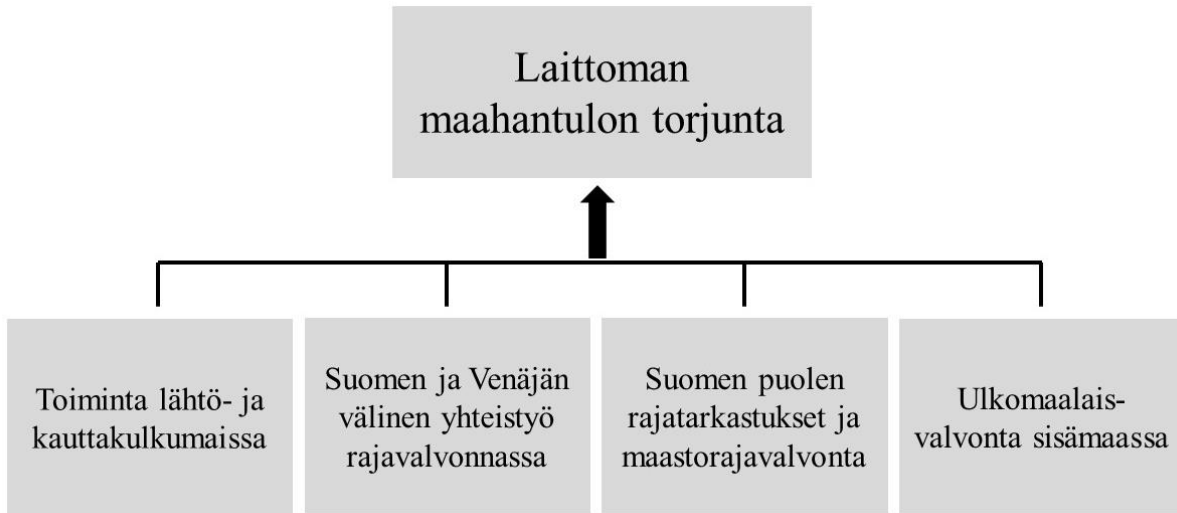 Laittoman
maahantulon torjunta
Toiminta lähtö- ja
kauttakulkumaissa
Suomen ja Venäjän
välinen yhteistyö
rajavalvonnassa
Suomen puolen
rajatarkastukset ja
maastorajavalvonta
Ulkomaalais-
valvonta sisämaassa